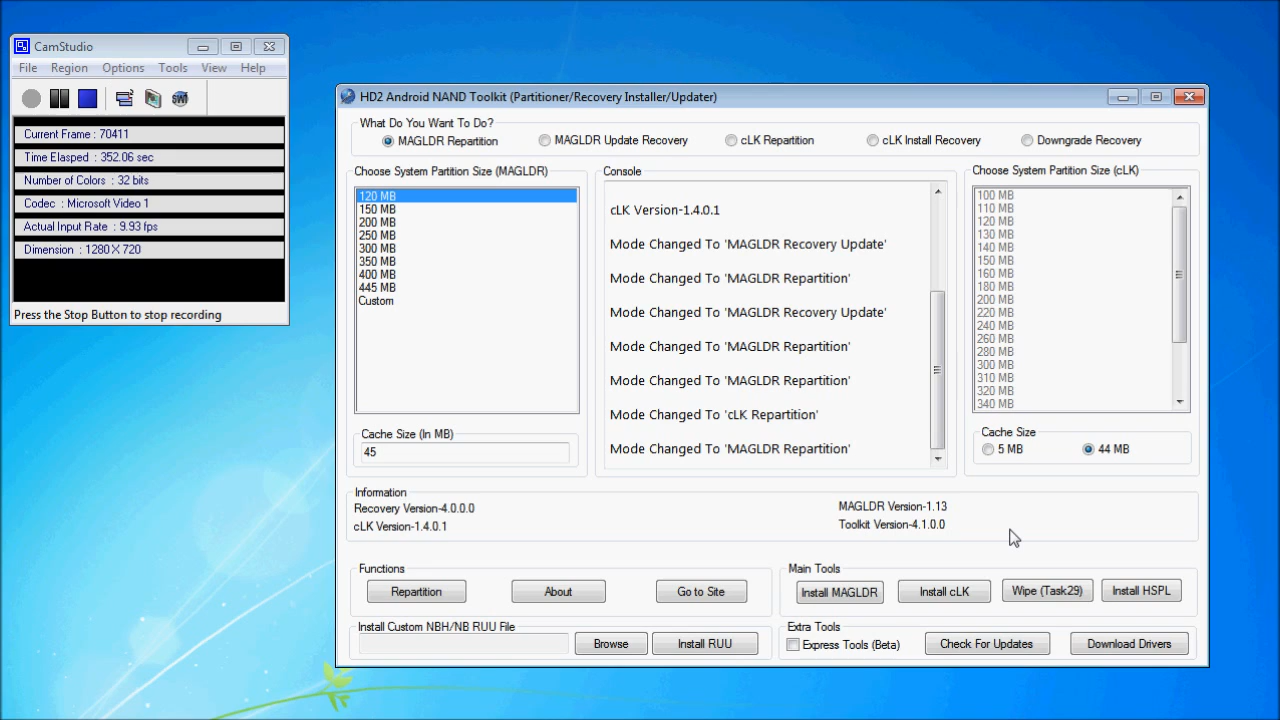 CamStudio
File Region Options Tools View Help
SWF
Current Frame : 70411
Time Elasped : 352.06 sec
Number of Colors : 32 bits
Codec : Microsoft Video 1
Actual Input Rate : 9.93 fps
Dimension : 1280 X 720
Press the Stop Button to stop recording
HD2 Android NAND Toolkit (Partitioner/Recovery Installer/Updater)
What Do You Want To Do?
MAGLDR Repartition MAGLDR Update Recovery cLK Repartition cLK Install Recovery Downgrade Recovery
Choose System Partition Size (MAGLDR)
120 MB
150 MB
200 MB
250 MB
300 MB
350 MB
400 MB
445 MB
Custom
Cache Size (In MB)
45
Console
cLK Version-1.4.0.1
Mode Changed To 'MAGLDR Recovery Update'
Mode Changed To 'MAGLDR Repartition'
Mode Changed To 'MAGLDR Recovery Update'
Mode Changed To 'MAGLDR Repartition'
Mode Changed To 'MAGLDR Repartition'
Mode Changed To 'cLK Repartition'
Mode Changed To 'MAGLDR Repartition'
Choose System Partition Size (cLK)
100 MB
110 MB
120 MB
130 MB
140 MB
150 MB
160 MB
180 MB
200 MB
220 MB
240 MB
260 MB
280 MB
300 MB
310 MB
320 MB
340 MB
Cache Size
5 MB 44 MB
Information
Recovery Version-4.0.0.0 MAGLDR Version-1.13
cLK Version-1.4.0.1 Toolkit Version-4.1.0.0
Functions
Repartition About Go to Site
Main Tools
Install MAGLDR Install cLK Wipe (Task29) Install HSPL
Install Custom NBH/NB RUU File
Browse Install RUU
Extra Tools
Express Tools (Beta) Check For Updates Download Drivers